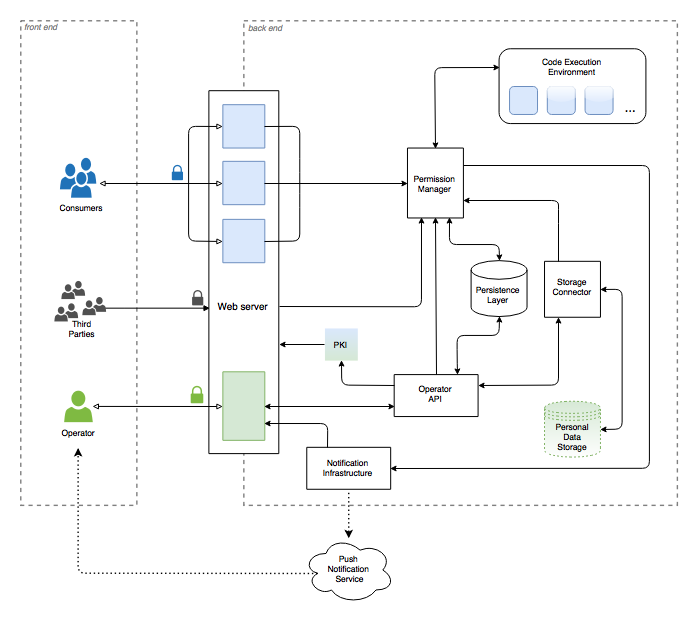 front end
back end
Code Execution
Environment
...
Permission
Manager
Consumers
Persistence
Layer
Storage
Connector
Web server
Third
Parties
PKI
Operator
API
Operator
Personal
Data
Storage
Notification
Infrastructure
Push
Notification
Service